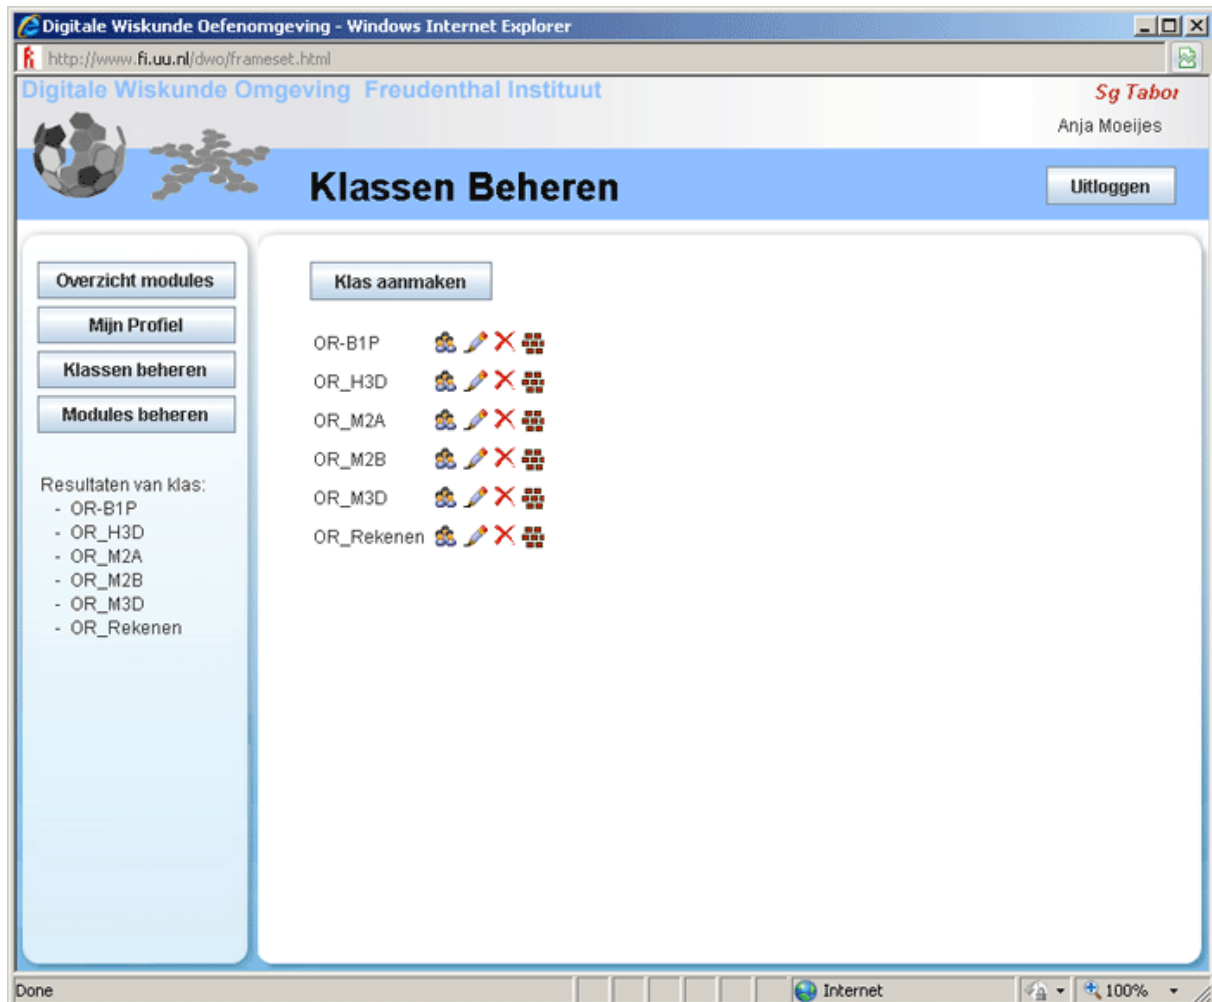 Digitale Wiskunde Oefenomgeving - Windows Internet Explorer
http://www.fi.uu.nl/dwo/frameset.html
Digitale Wiskunde Omgeving Freudenthal Instituut
Sg Tabor
Anja Moeijes
Klassen Beheren
Uitloggen
Overzicht modules
Mijn Profiel
Klassen beheren
Modules beheren
Resultaten van klas:
- OR-B1P
- OR_H3D
- OR_M2A
- OR_M2B
- OR_M3D
- OR_Rekenen
Klas aanmaken
OR-B1P
OR_H3D
OR_M2A
OR_M2B
OR_M3D
OR_Rekenen
Done
Internet
100%